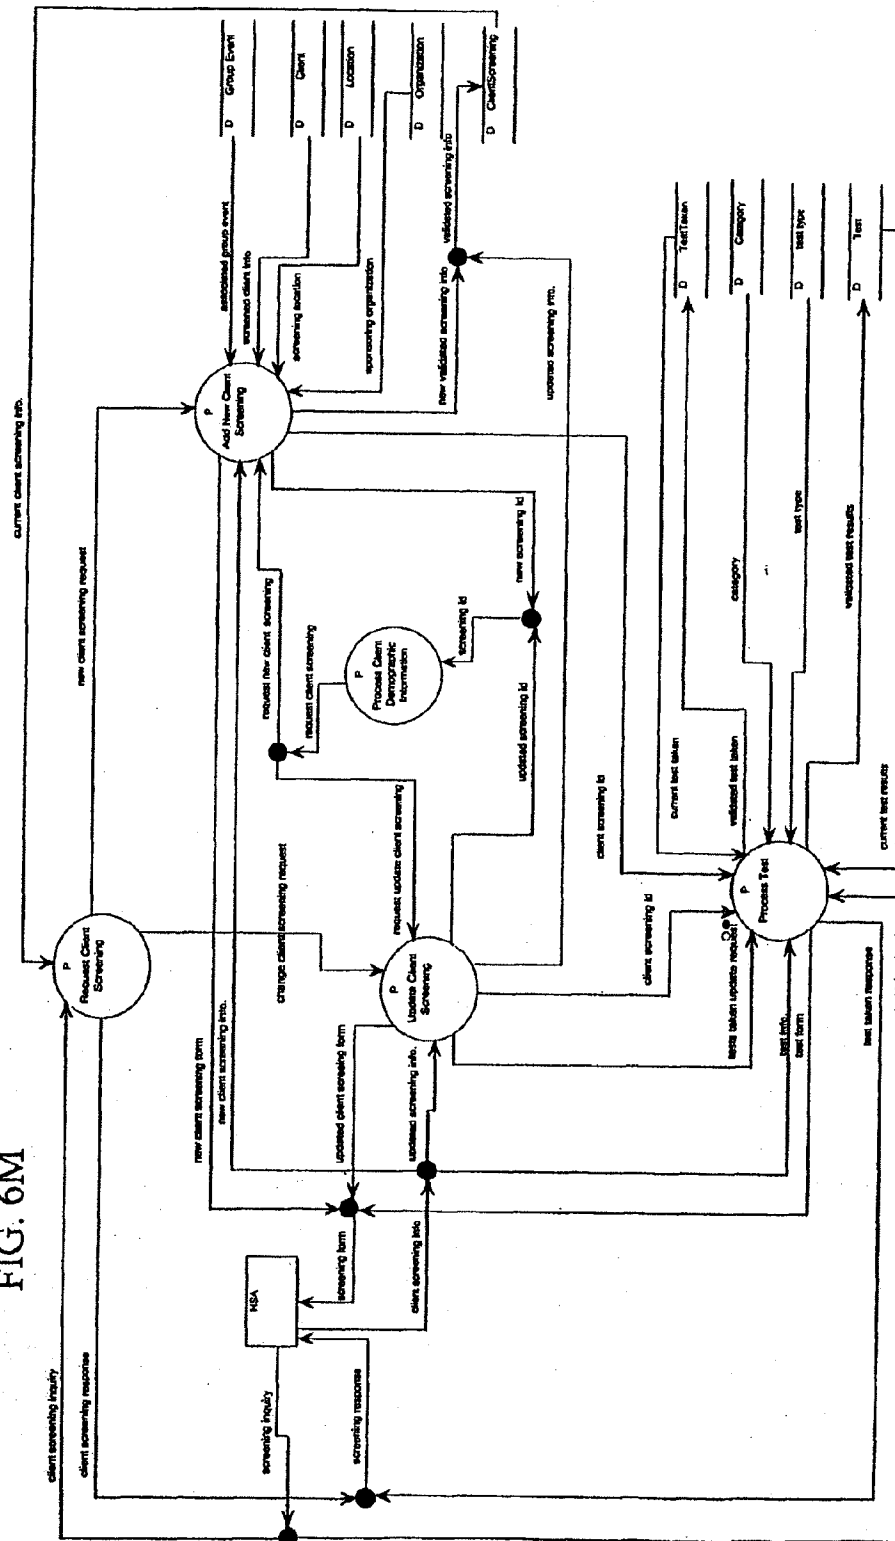 FIG. 6M
current client screening info.
new client screening request
client screening inquiry
client screening response
P
Request Client
Screening
change client screening request
D Group Event
D Client
D Location
D Organization
D ClientScreening
associated group event
screened client info
screening location
sponsoring organization
new validated screening info
validated screening info
updated screening info.
P
Add New Client
Screening
request new client screening
request client screening
P
Process Client
Demographic
Information
screening id
new screening id
updated screening id
request update client screening
P
Update Client
Screening
new client screening form
new client screening info.
updated client screeing form
updated screening info.
screening form
client screening info
HSA
screening inquiry
screening response
client screening id
client screening id
D TestTaken
D Category
D test type
D Test
current test taken
validated test taken
category
test type
validated test results
current test results
P
Process Test
tests taken update request
test info.
test form
test taken response